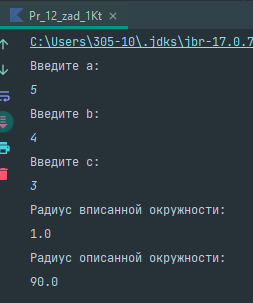 Pr_12_zad_1Kt
C:\Users\305-10\.jdks\jbr-17.0.7
Введите a:
5
Введите b:
4
Введите c:
3
Радиус вписанной окружности:
1.0
Радиус описанной окружности:
90.0